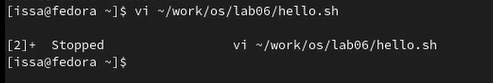 [issa@fedora ~]$ vi ~/work/os/lab06/hello.sh
[2]+  Stopped                 vi ~/work/os/lab06/hello.sh
[issa@fedora ~]$